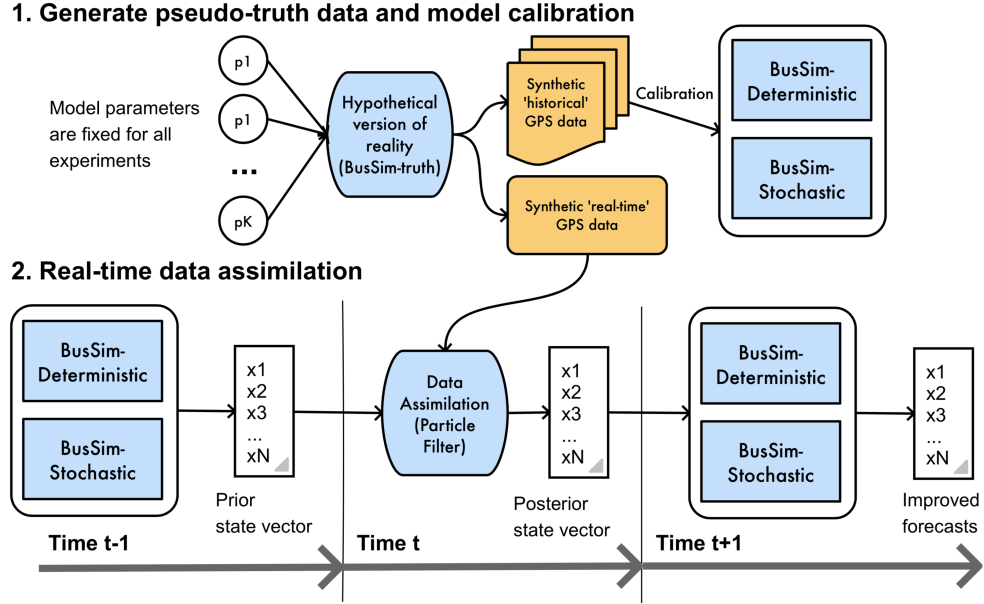 1. Generate pseudo-truth data and model calibration
Model parameters
are fixed for all
experiments
p1
p1
...
pK
Hypothetical
version of
reality
(BusSim-truth)
Synthetic
'historical'
GPS data
Synthetic 'real-time'
GPS data
Calibration
BusSim-
Deterministic
BusSim-
Stochastic
2. Real-time data assimilation
BusSim-
Deterministic
BusSim-
Stochastic
x1
x2
x3
...
xN
Prior
state vector
Data
Assimilation
(Particle
Filter)
x1
x2
x3
...
xN
Posterior
state vector
BusSim-
Deterministic
BusSim-
Stochastic
x1
x2
x3
...
xN
Improved
forecasts
Time t-1
Time t
Time t+1